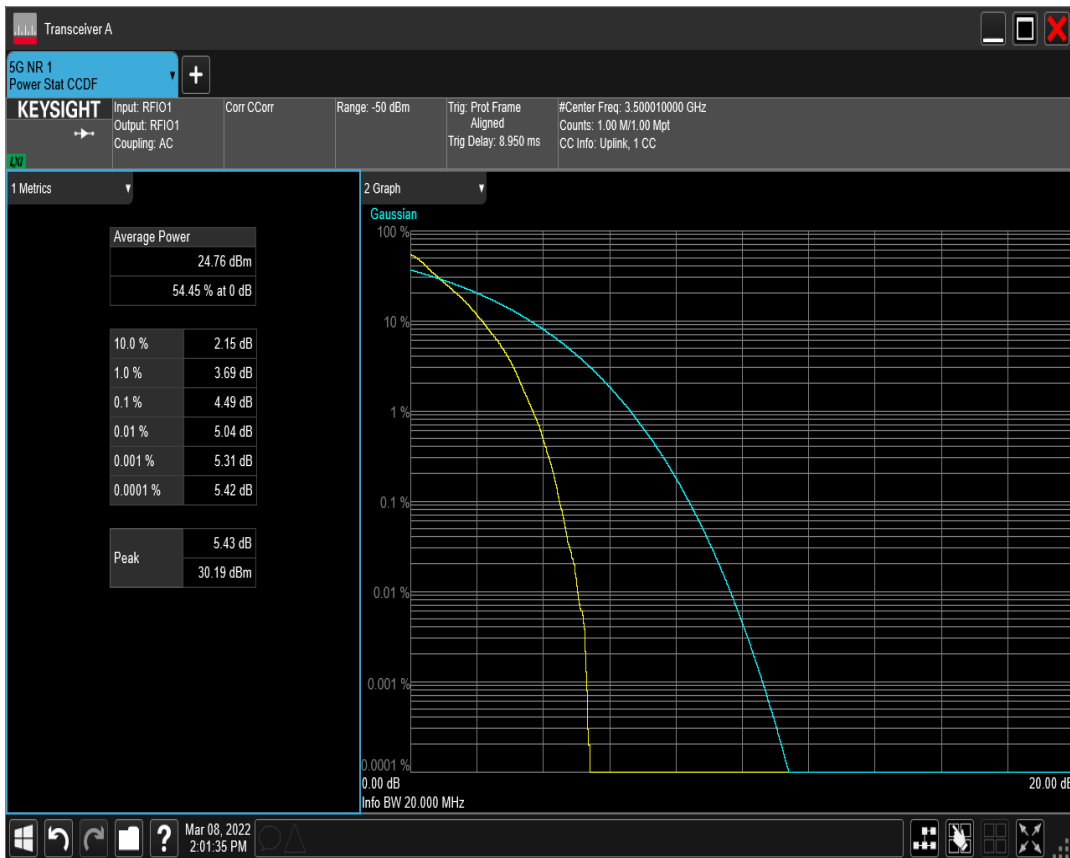 Transceiver A
5G NR 1
Power Stat CCDF
+
KEYSIGHT
LXI
Input: RFIO1
Output: RFIO1
Coupling: AC
Corr CCorr
Range: -50 dBm
Trig: Prot Frame
Aligned
Trig Delay: 8.950 ms
#Center Freq: 3.500010000 GHz
Counts: 1.00 M/1.00 Mpt
CC Info: Uplink, 1 CC
1 Metrics
Average Power
24.76 dBm
54.45 % at 0 dB
10.0 % 2.15 dB
1.0 % 3.69 dB
0.1 % 4.49 dB
0.01 % 5.04 dB
0.001 % 5.31 dB
0.0001 % 5.42 dB
Peak
5.43 dB
30.19 dBm
2 Graph
Gaussian
100 %
10 %
1 %
0.1 %
0.01 %
0.001 %
0.0001 %
0.00 dB 20.00 dB
Info BW 20.000 MHz
?
Mar 08, 2022
2:01:35 PM